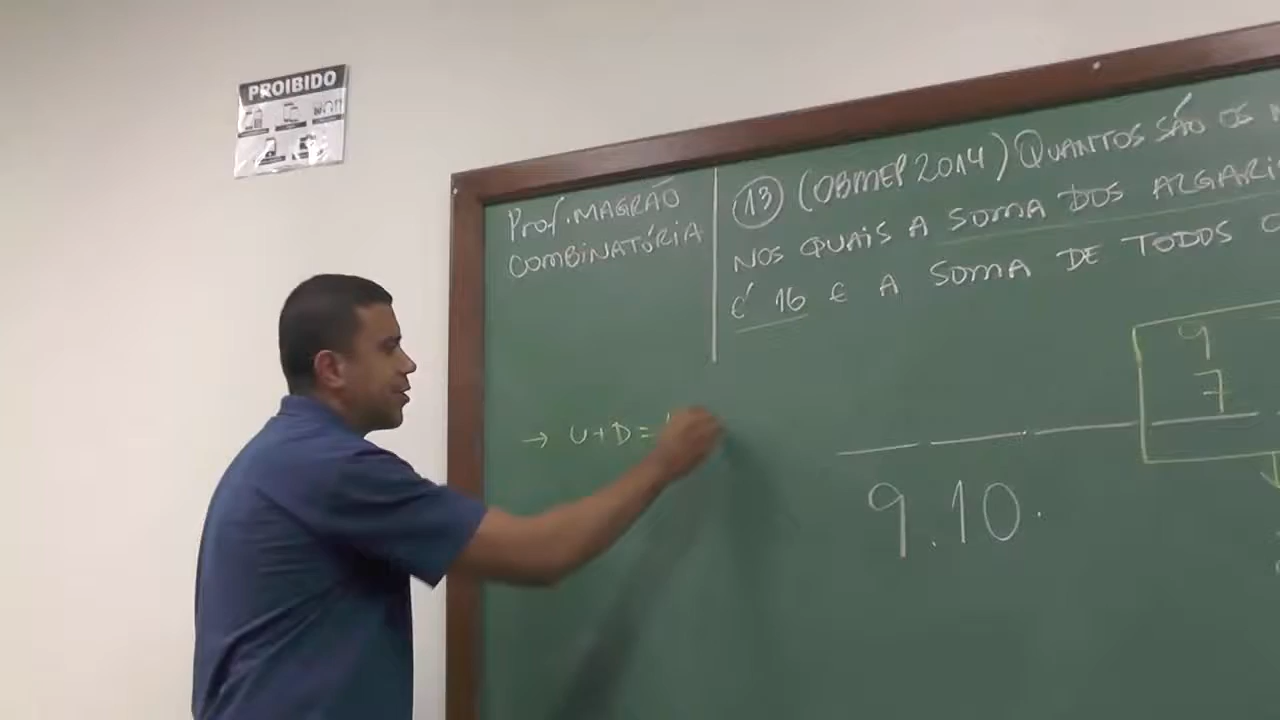 PROIBIDO
Prof. MAGRÃO
COMBINATÓRIA
13 (OBMEP 2014) QUANTOS SÃO OS
NOS QUAIS A SOMA DOS ALGARI
É 16 E A SOMA DE TODOS
9
7
→ U+D=
9.10.